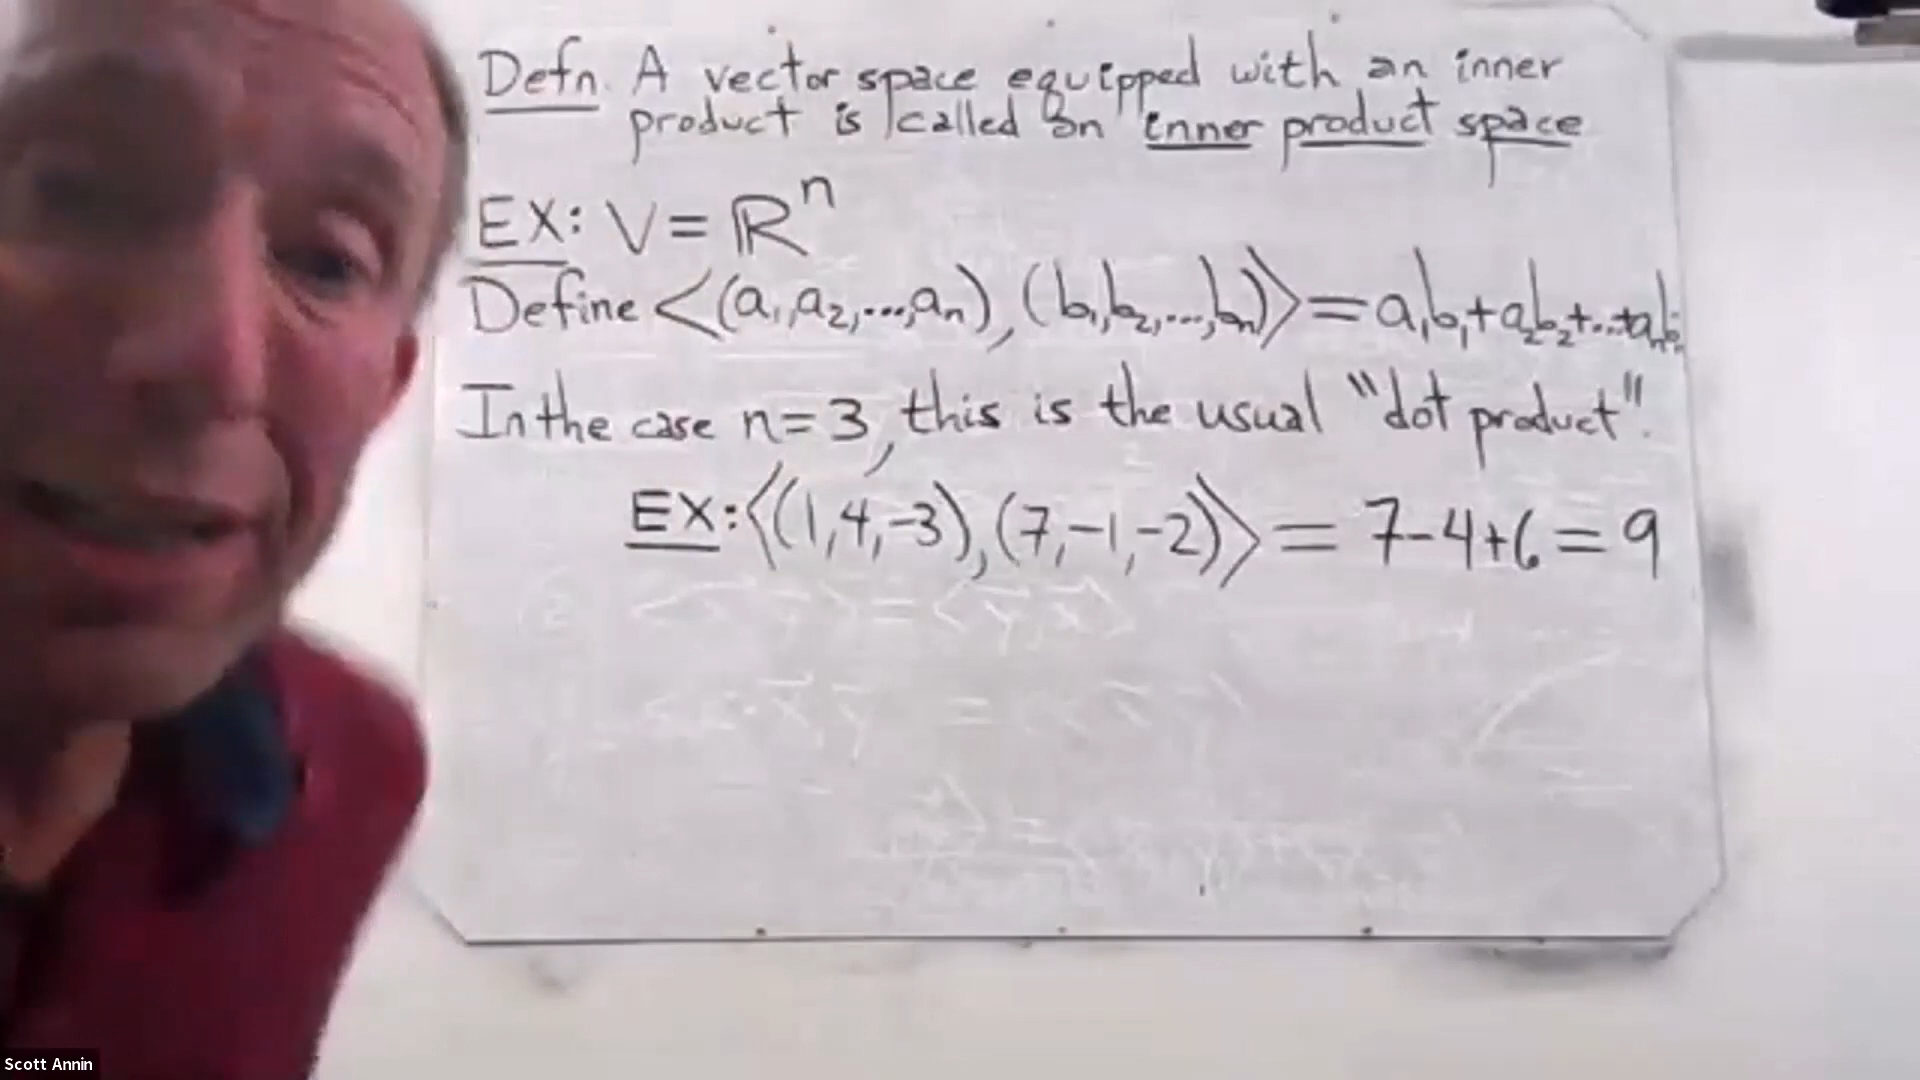 Defn. A vector space equipped with an inner
product is called an inner product space
EX: V = ℝⁿ
Define <(a₁,a₂,...,aₙ), (b₁,b₂,...,bₙ)> = a₁b₁+a₂b₂+...+aₙbₙ
In the case n=3, this is the usual "dot product".
EX: <(1,4,-3),(7,-1,-2)> = 7-4+6 = 9
Scott Annin